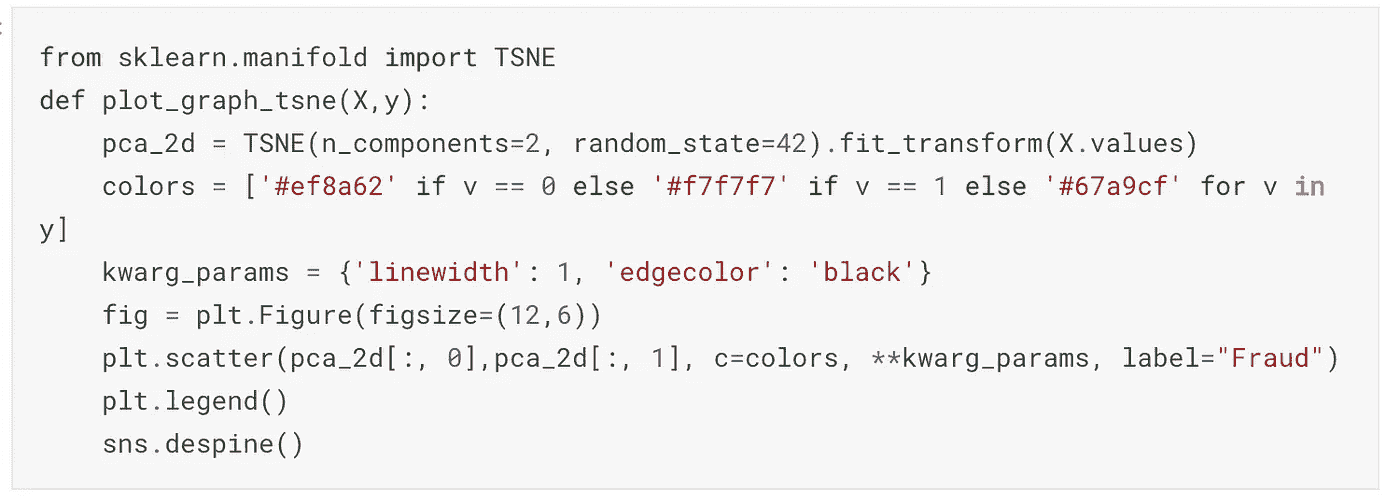 from sklearn.manifold import TSNE
def plot_graph_tsne(X,y):
    pca_2d = TSNE(n_components=2, random_state=42).fit_transform(X.values)
    colors = ['#ef8a62' if v == 0 else '#f7f7f7' if v == 1 else '#67a9cf' for v in
y]
    kwarg_params = {'linewidth': 1, 'edgecolor': 'black'}
    fig = plt.Figure(figsize=(12,6))
    plt.scatter(pca_2d[:, 0],pca_2d[:, 1], c=colors, **kwarg_params, label="Fraud")
    plt.legend()
    sns.despine()